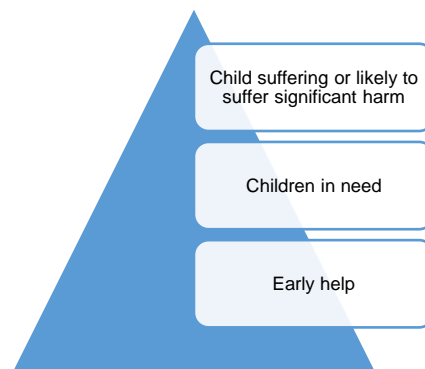 Child suffering or likely to
suffer significant harm
Children in need
Early help